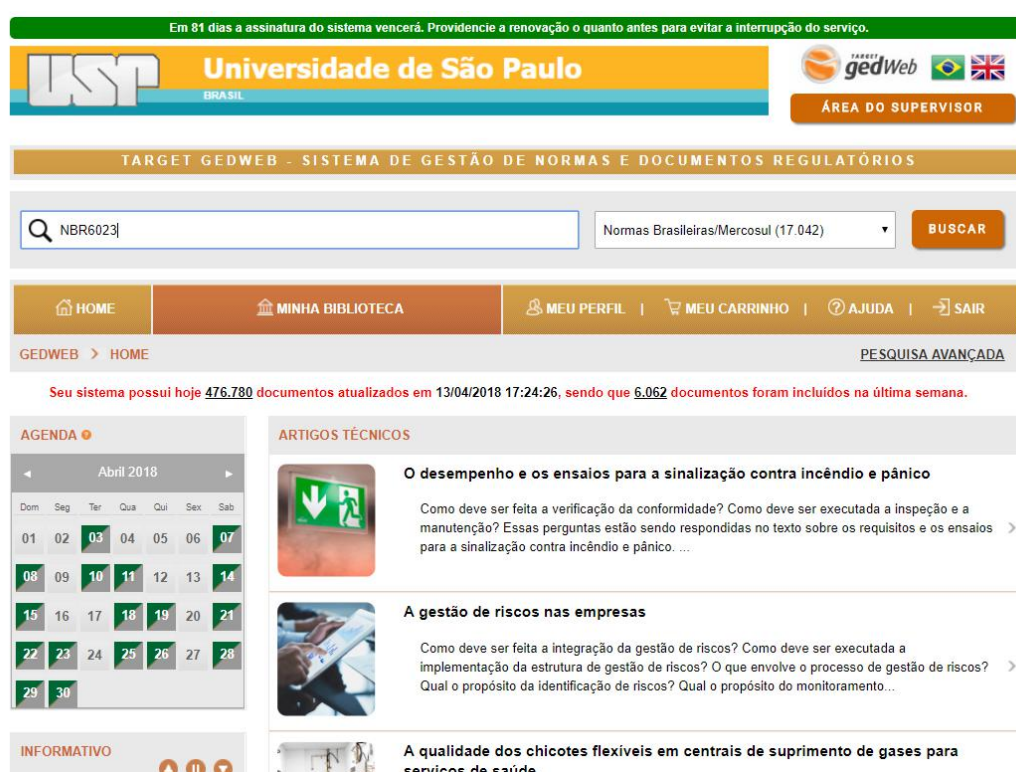 Em 81 dias a assinatura do sistema vencerá. Providencie a renovação o quanto antes para evitar a interrupção do serviço.
USP
Universidade de São Paulo
BRASIL
TARGET
gedWeb
ÁREA DO SUPERVISOR
TARGET GEDWEB - SISTEMA DE GESTÃO DE NORMAS E DOCUMENTOS REGULATÓRIOS
NBR6023
Normas Brasileiras/Mercosul (17.042)
BUSCAR
HOME
MINHA BIBLIOTECA
MEU PERFIL | MEU CARRINHO | AJUDA | SAIR
GEDWEB > HOME
PESQUISA AVANÇADA
Seu sistema possui hoje 476.780 documentos atualizados em 13/04/2018 17:24:26, sendo que 6.062 documentos foram incluídos na última semana.
AGENDA
Abril 2018
Dom Seg Ter Qua Qui Sex Sab
01 02 03 04 05 06 07
08 09 10 11 12 13 14
15 16 17 18 19 20 21
22 23 24 25 26 27 28
29 30
INFORMATIVO
ARTIGOS TÉCNICOS
O desempenho e os ensaios para a sinalização contra incêndio e pânico
Como deve ser feita a verificação da conformidade? Como deve ser executada a inspeção e a
manutenção? Essas perguntas estão sendo respondidas no texto sobre os requisitos e os ensaios
para a sinalização contra incêndio e pânico. ...
A gestão de riscos nas empresas
Como deve ser feita a integração da gestão de riscos? Como deve ser executada a
implementação da estrutura de gestão de riscos? O que envolve o processo de gestão de riscos?
Qual o propósito da identificação de riscos? Qual o propósito do monitoramento...
A qualidade dos chicotes flexíveis em centrais de suprimento de gases para
serviços de saúde